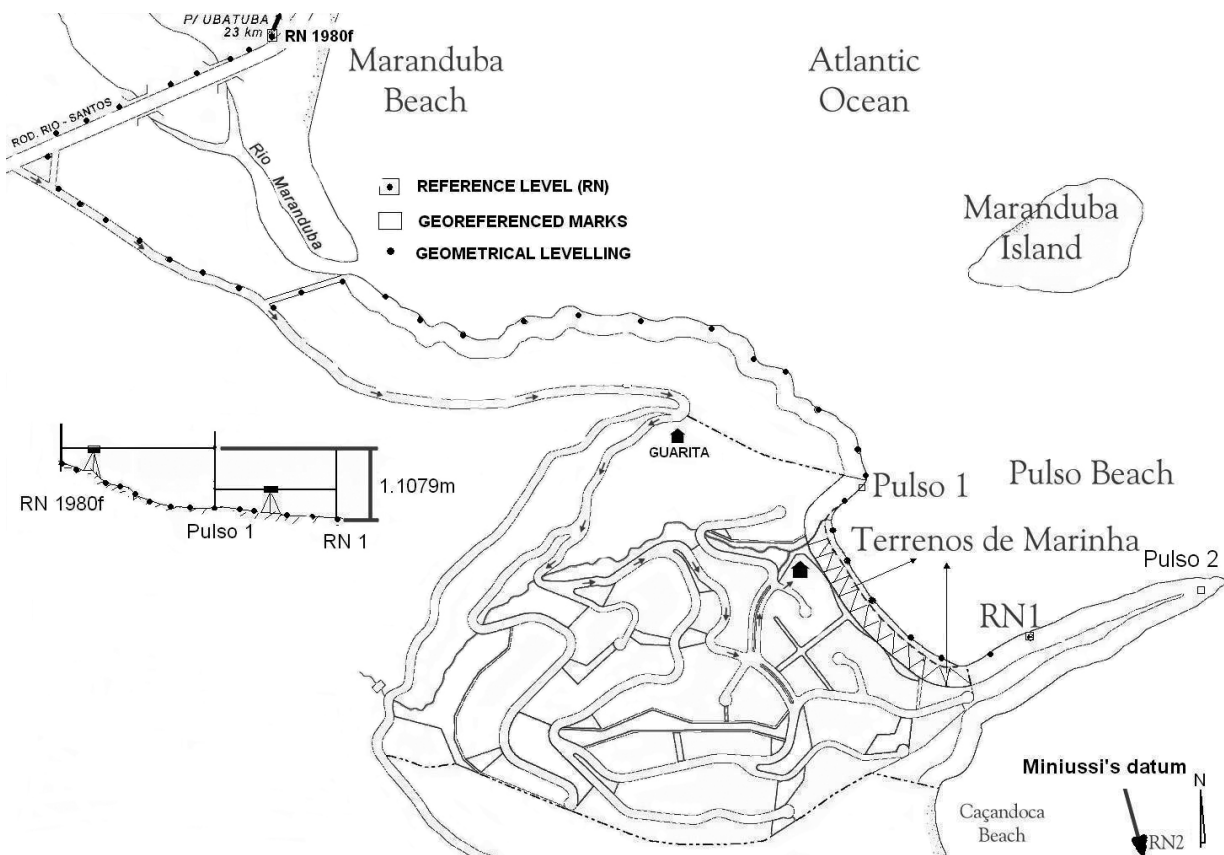 P/ UBATUBA
23 km
RN 1980f
Maranduba
Beach
Atlantic
Ocean
ROD. RIO - SANTOS
Rio Maranduba
REFERENCE LEVEL (RN)
GEOREFERENCED MARKS
GEOMETRICAL LEVELLING
Maranduba
Island
GUARITA
1.1079m
RN 1980f
Pulso 1
RN 1
Pulso 1
Pulso Beach
Terrenos de Marinha
Pulso 2
RN1
Miniussi's datum
N
Caçandoca
Beach
RN2